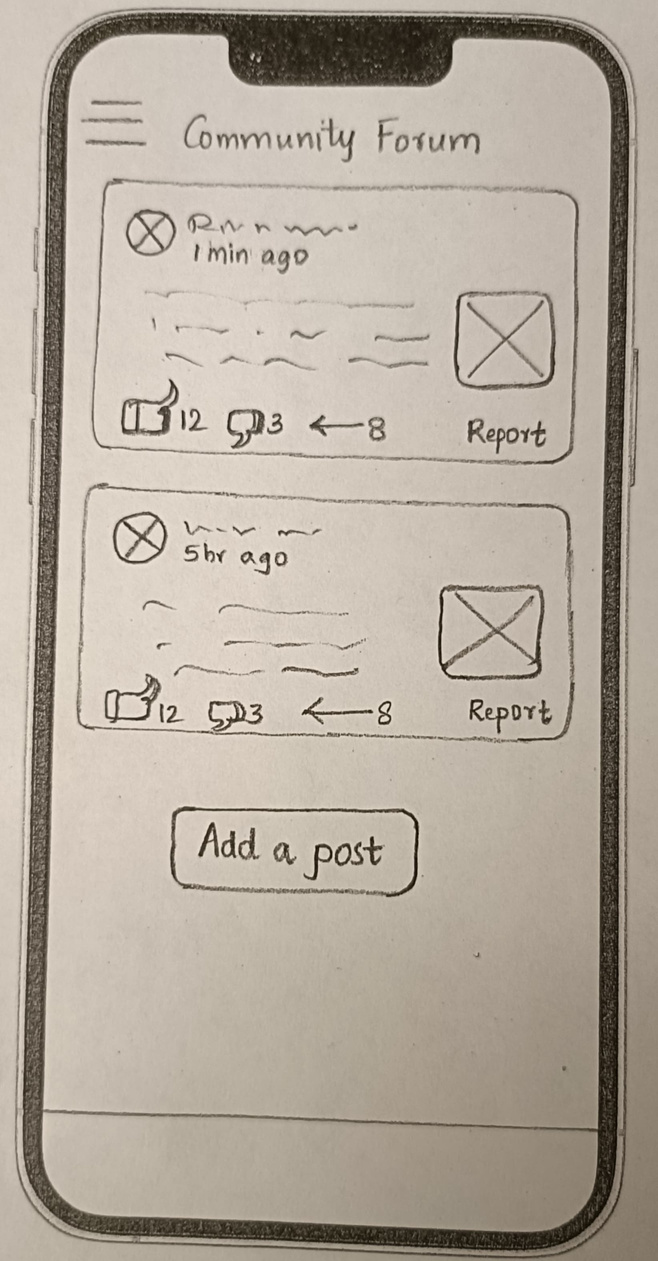 Community Forum
1 min ago
12 3 8 Report
5hr ago
12 3 8 Report
Add a post